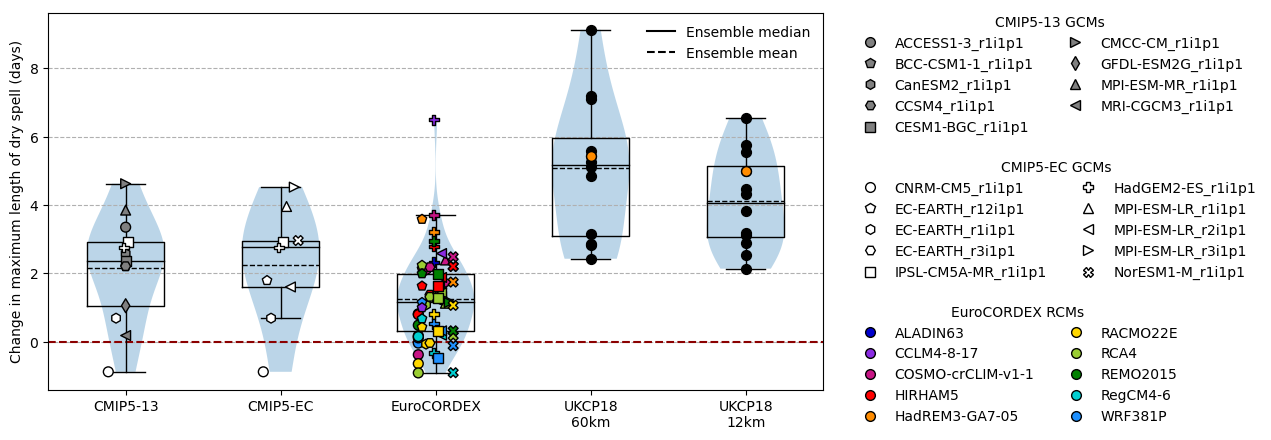 Change in maximum length of dry spell (days)
8
6
4
2
0
Ensemble median
Ensemble mean
CMIP5-13
CMIP5-EC
EuroCORDEX
UKCP18
60km
UKCP18
12km
CMIP5-13 GCMs
ACCESS1-3_r1i1p1
BCC-CSM1-1_r1i1p1
CanESM2_r1i1p1
CCSM4_r1i1p1
CESM1-BGC_r1i1p1
CMCC-CM_r1i1p1
GFDL-ESM2G_r1i1p1
MPI-ESM-MR_r1i1p1
MRI-CGCM3_r1i1p1
CMIP5-EC GCMs
CNRM-CM5_r1i1p1
EC-EARTH_r12i1p1
EC-EARTH_r1i1p1
EC-EARTH_r3i1p1
IPSL-CM5A-MR_r1i1p1
HadGEM2-ES_r1i1p1
MPI-ESM-LR_r1i1p1
MPI-ESM-LR_r2i1p1
MPI-ESM-LR_r3i1p1
NorESM1-M_r1i1p1
EuroCORDEX RCMs
ALADIN63
CCLM4-8-17
COSMO-crCLIM-v1-1
HIRHAM5
HadREM3-GA7-05
RACMO22E
RCA4
REMO2015
RegCM4-6
WRF381P